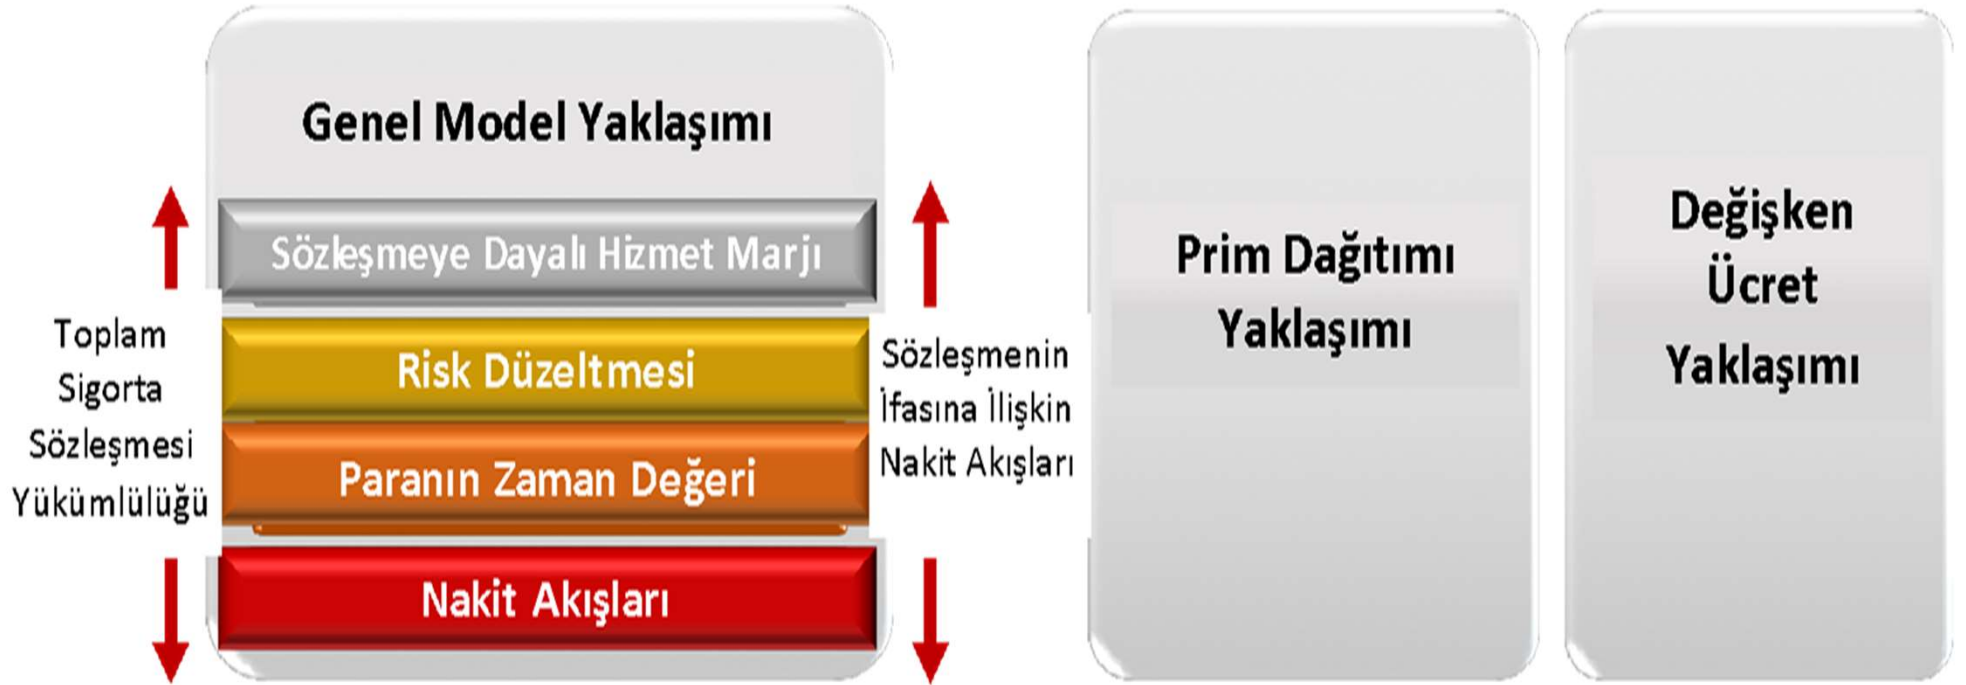 Genel Model Yaklaşımı
Sözleşmeye Dayalı Hizmet Marjı
Risk Düzeltmesi
Paranın Zaman Değeri
Nakit Akışları
Toplam
Sigorta
Sözleşmesi
Yükümlülüğü
Sözleşmenin
İfasına İlişkin
Nakit Akışları
Prim Dağıtımı
Yaklaşımı
Değişken
Ücret
Yaklaşımı